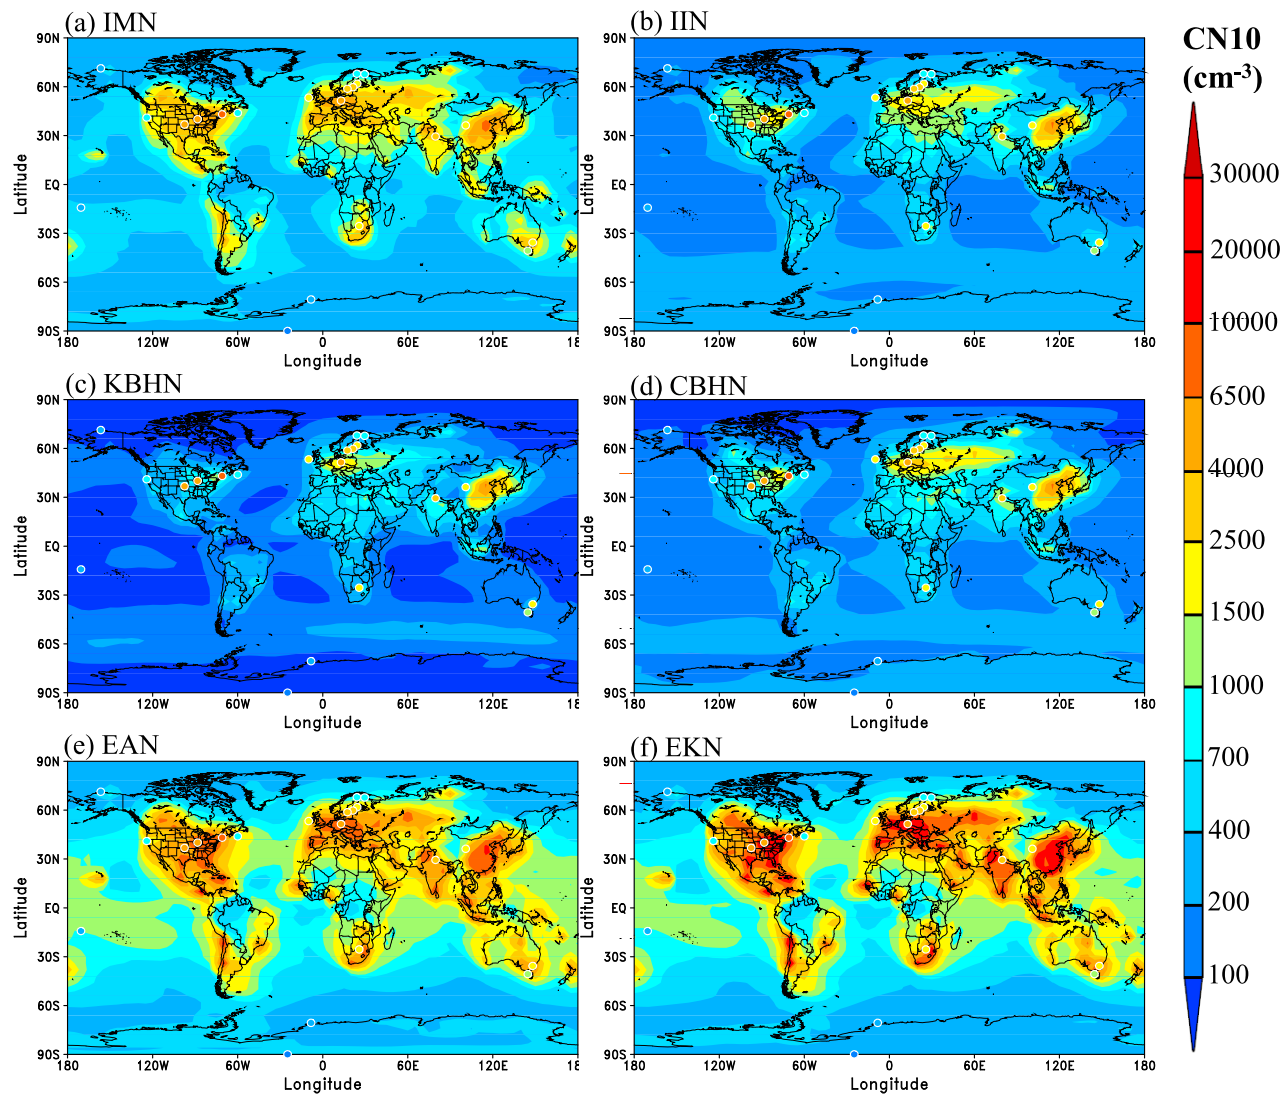 (a) IMN
(b) IIN
CN10
(cm-3)
90N
60N
30N
EQ
30S
60S
90S
Latitude
180
120W
60W
0
60E
120E
18
Longitude
90N
60N
30N
EQ
30S
60S
90S
Latitude
180
120W
60W
0
60E
120E
180
Longitude
(c) KBHN
(d) CBHN
90N
60N
30N
EQ
30S
60S
90S
Latitude
180
120W
60W
0
60E
120E
18
Longitude
90N
60N
30N
EQ
30S
60S
90S
Latitude
180
120W
60W
0
60E
120E
180
Longitude
(e) EAN
(f) EKN
90N
60N
30N
EQ
30S
60S
90S
Latitude
180
120W
60W
0
60E
120E
18
Longitude
90N
60N
30N
EQ
30S
60S
90S
Latitude
180
120W
60W
0
60E
120E
180
Longitude
30000
20000
10000
6500
4000
2500
1500
1000
700
400
200
100